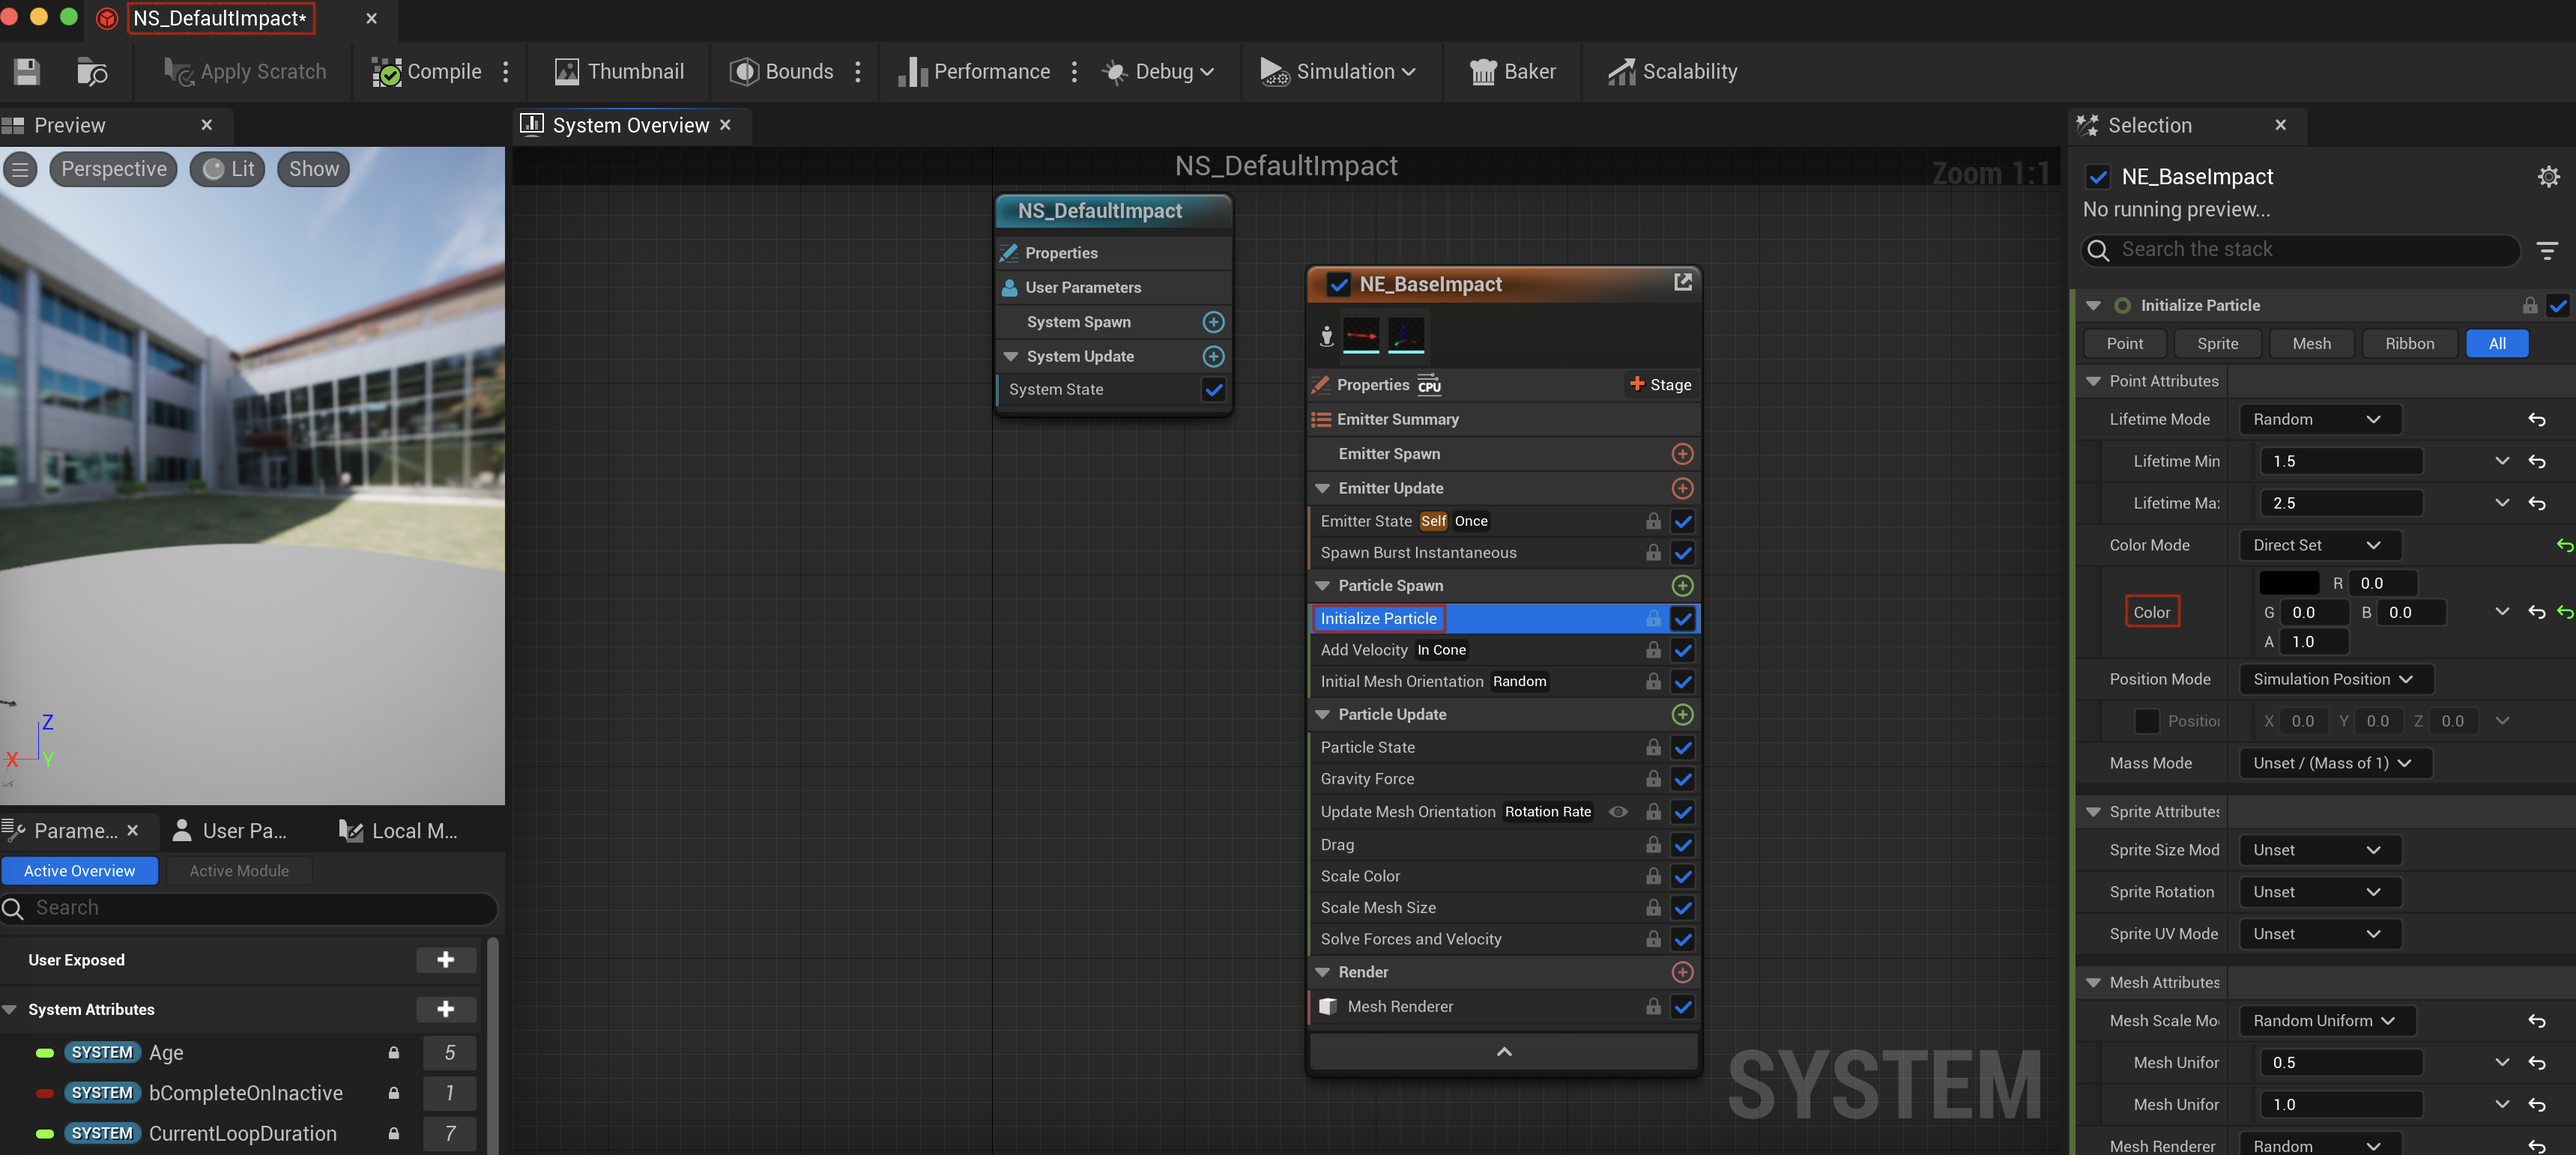 NS_DefaultImpact*
Apply Scratch
Compile
Thumbnail
Bounds
Performance
Debug
Simulation
Baker
Scalability
Preview
System Overview
Selection
Perspective
Lit
Show
NS_DefaultImpact
Zoom 1:1
NE_BaseImpact
No running preview...
Search the stack
NS_DefaultImpact
Properties
User Parameters
System Spawn
System Update
System State
NE_BaseImpact
Properties
CPU
Stage
Emitter Summary
Emitter Spawn
Emitter Update
Emitter State Self Once
Spawn Burst Instantaneous
Particle Spawn
Initialize Particle
Add Velocity In Cone
Initial Mesh Orientation Random
Particle Update
Particle State
Gravity Force
Update Mesh Orientation Rotation Rate
Drag
Scale Color
Scale Mesh Size
Solve Forces and Velocity
Render
Mesh Renderer
SYSTEM
Z
X
Y
Parame...
User Pa...
Local M...
Active Overview
Active Module
Search
User Exposed
System Attributes
SYSTEM Age 5
SYSTEM bCompleteOnInactive 1
SYSTEM CurrentLoopDuration 7
Initialize Particle
Point
Sprite
Mesh
Ribbon
All
Point Attributes
Lifetime Mode Random
Lifetime Min 1.5
Lifetime Ma: 2.5
Color Mode Direct Set
R 0.0
Color
G 0.0 B 0.0
A 1.0
Position Mode Simulation Position
Position X 0.0 Y 0.0 Z 0.0
Mass Mode Unset / (Mass of 1)
Sprite Attributes
Sprite Size Mod Unset
Sprite Rotation Unset
Sprite UV Mode Unset
Mesh Attributes
Mesh Scale Mo Random Uniform
Mesh Unifor 0.5
Mesh Unifor 1.0
Mesh Renderer Random